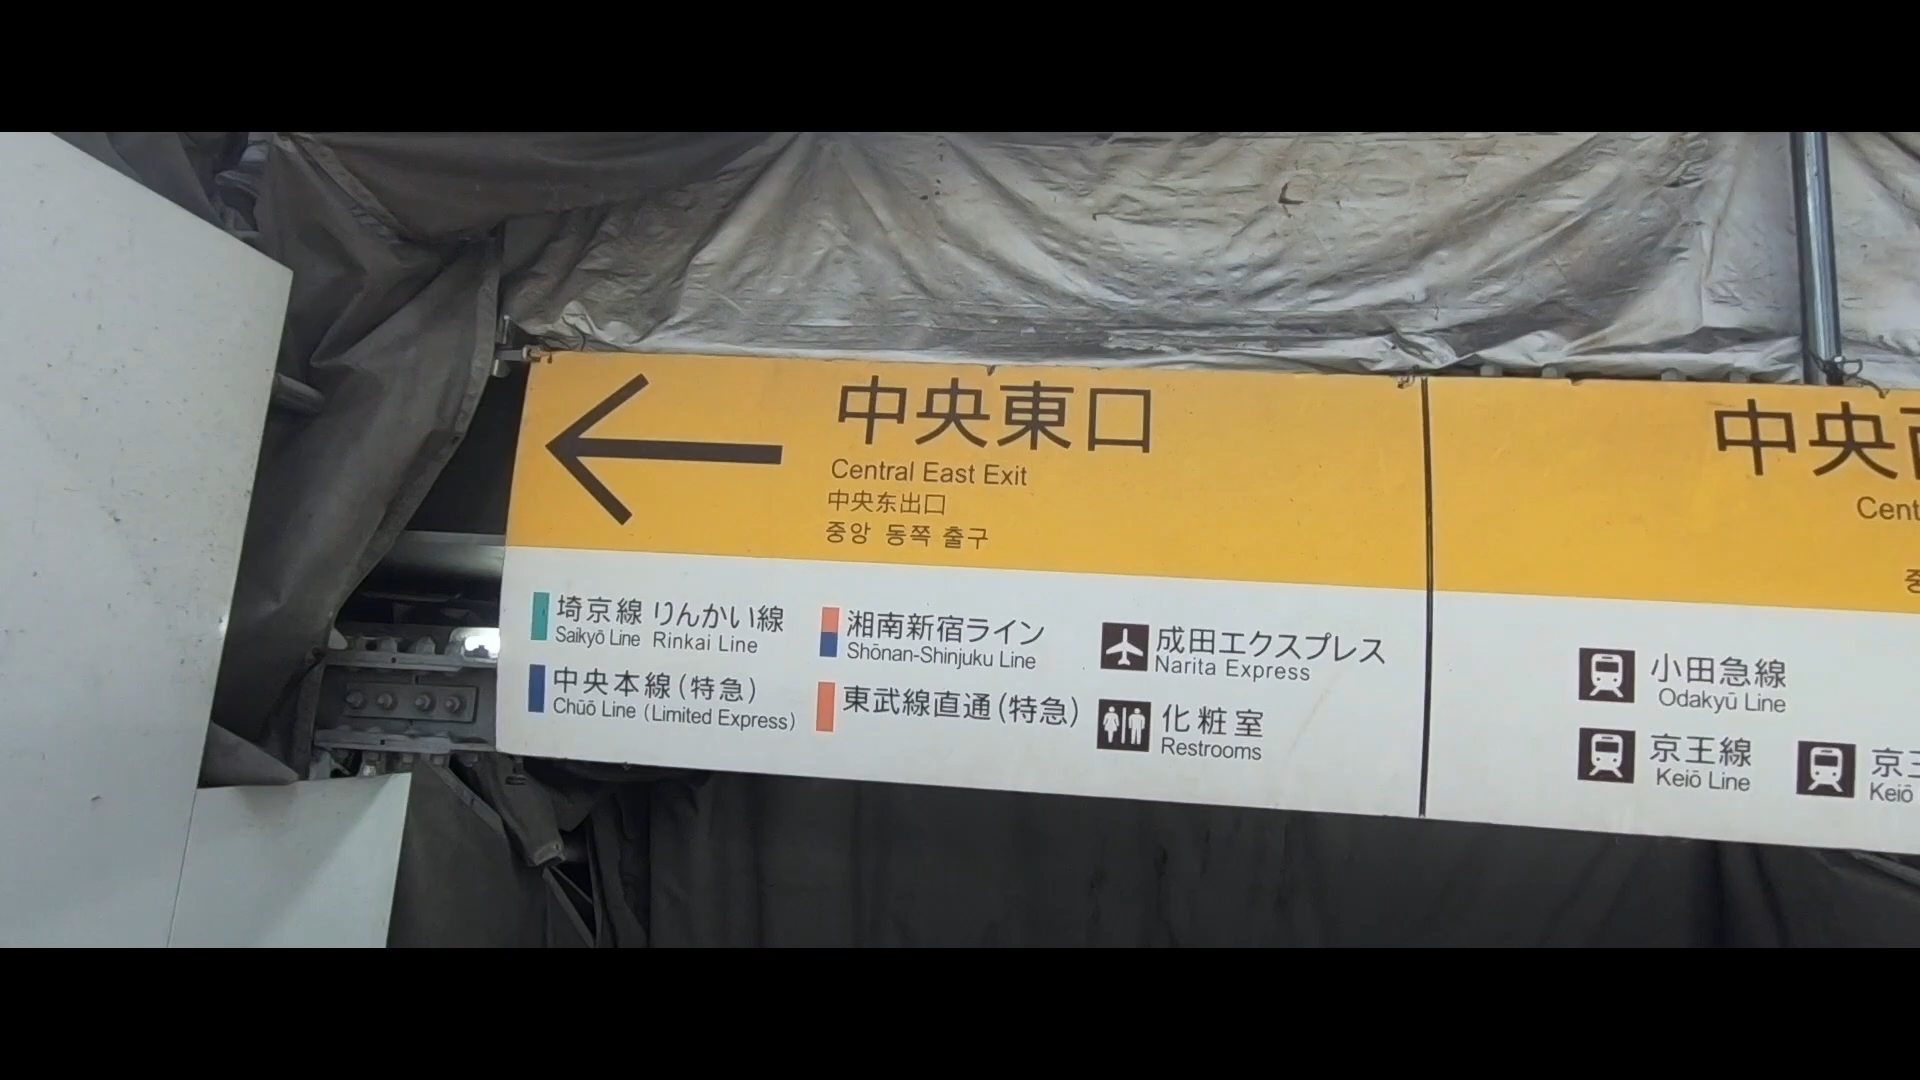 中央東口
Central East Exit
中央东出口
중앙 동쪽 출구
埼京線 りんかい線
Saikyō Line Rinkai Line
中央本線(特急)
Chūō Line (Limited Express)
湘南新宿ライン
Shōnan-Shinjuku Line
東武線直通(特急)
成田エクスプレス
Narita Express
化粧室
Restrooms
中央
Cent
小田急線
Odakyū Line
京王線
Keiō Line
京王
Keiō